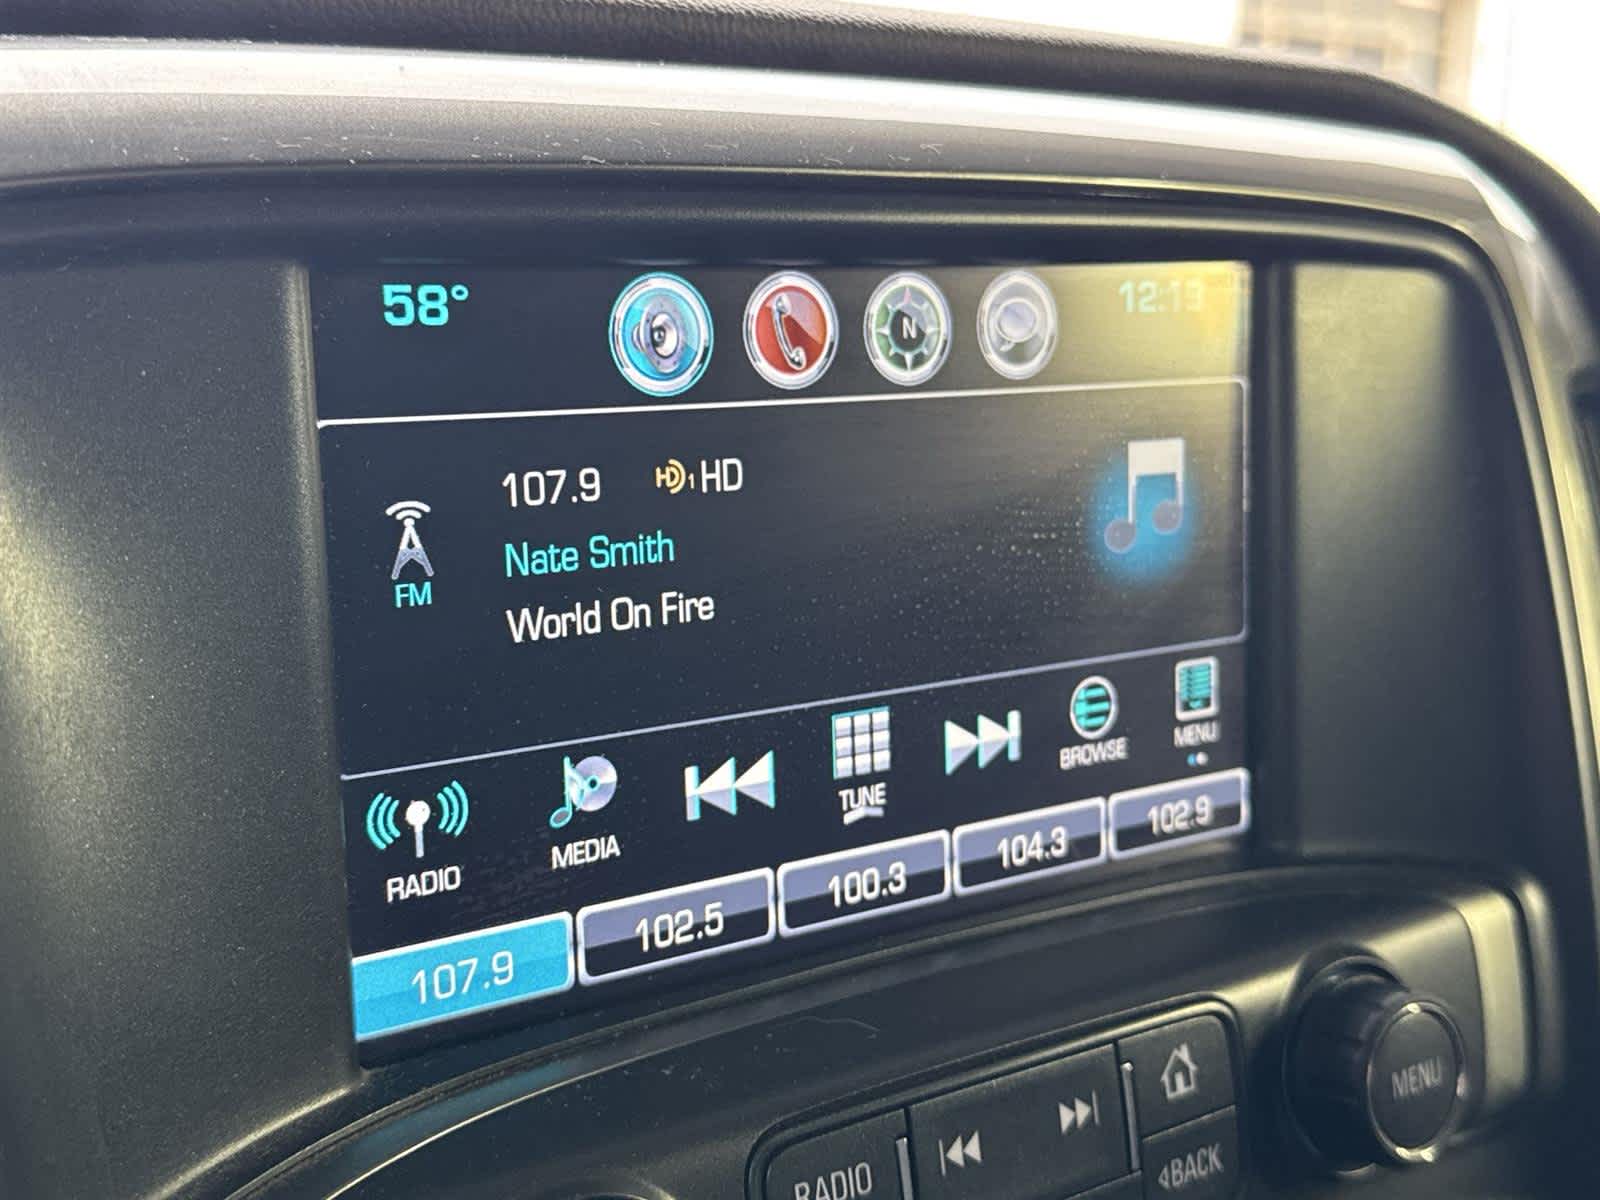 58°
N
12:13
107.9 HD1 HD
Nate Smith
FM
World On Fire
RADIO
MEDIA
TUNE
BROWSE
MENU
107.9
102.5
100.3
104.3
102.9
RADIO
BACK
MENU